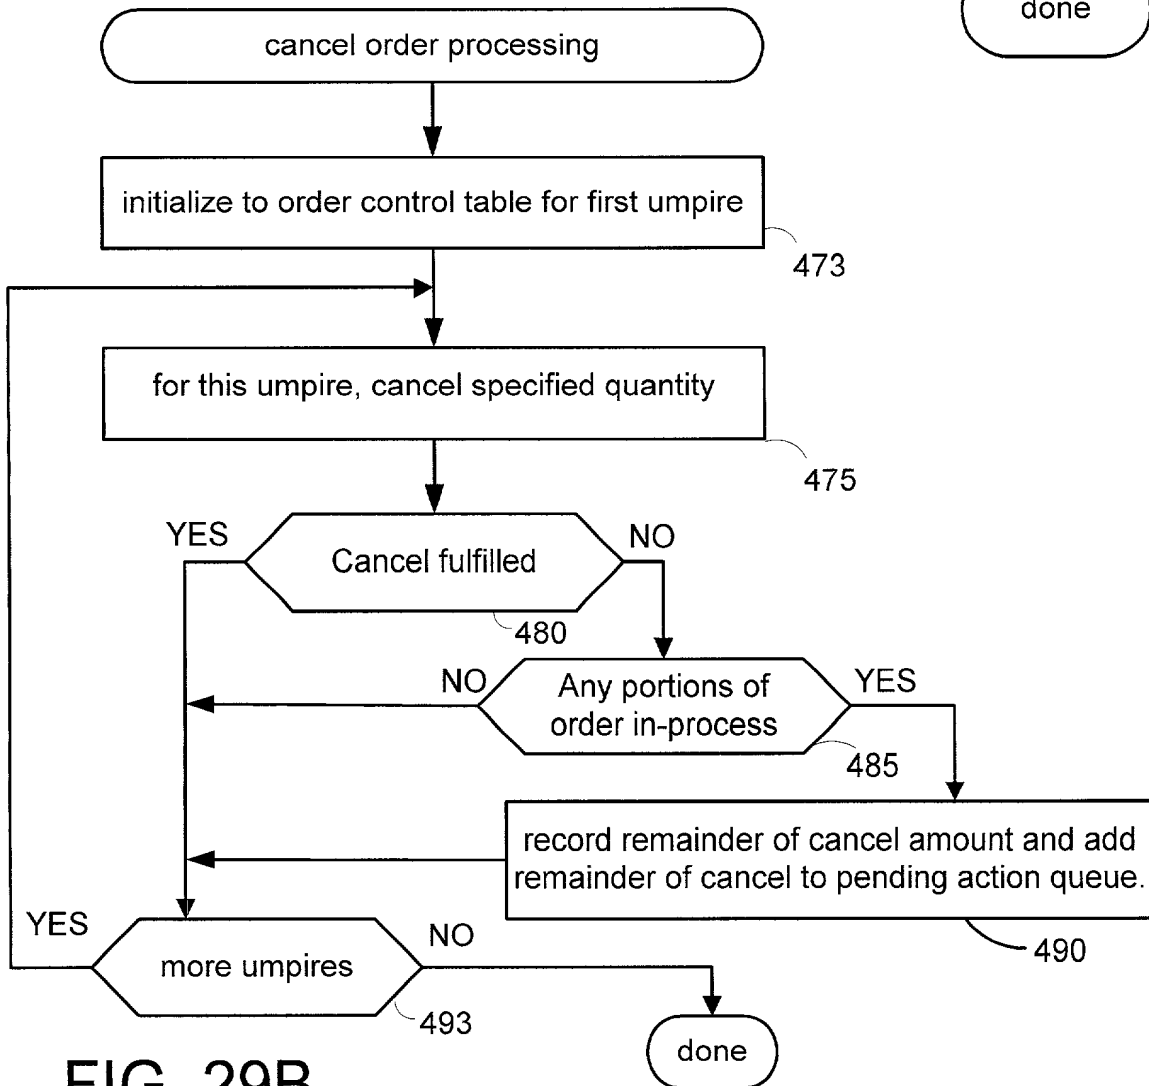 done
cancel order processing
initialize to order control table for first umpire
473
for this umpire, cancel specified quantity
475
YES
NO
Cancel fulfilled
480
NO
YES
Any portions of
order in-process
485
record remainder of cancel amount and add
remainder of cancel to pending action queue.
490
YES
NO
more umpires
493
done
FIG. 29B